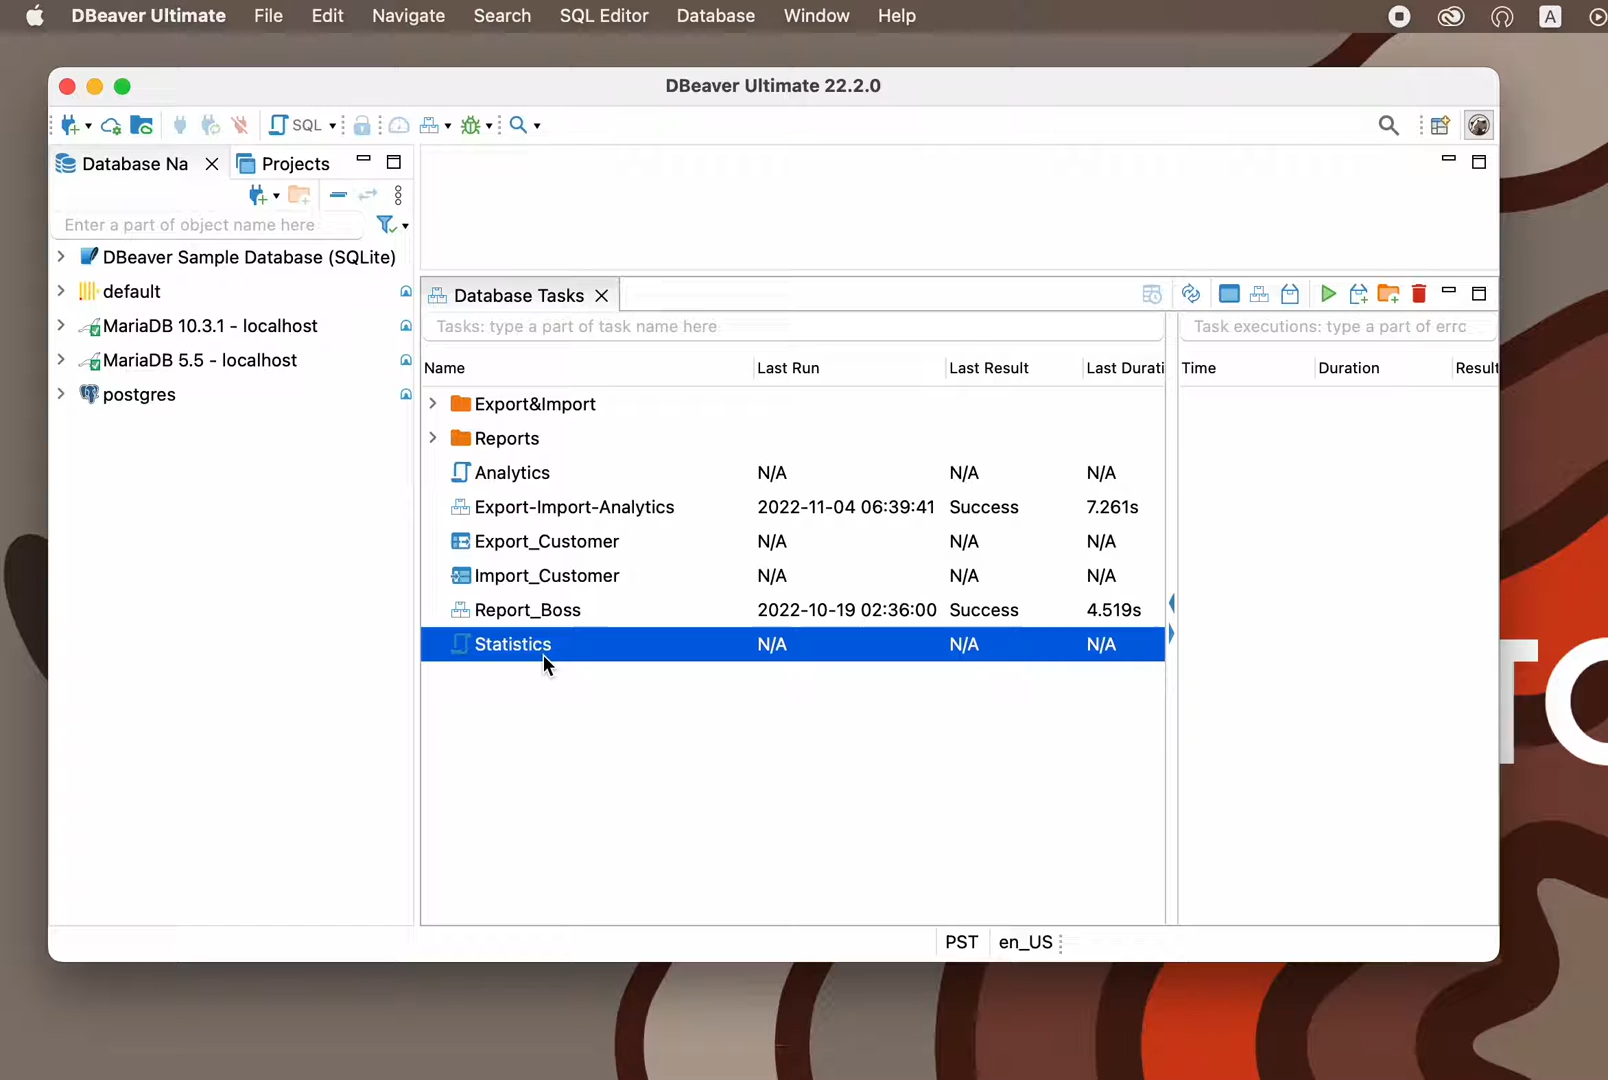 DBeaver Ultimate File Edit Navigate Search SQL Editor Database Window Help A
DBeaver Ultimate 22.2.0
SQL
Database Na Projects
Enter a part of object name here
DBeaver Sample Database (SQLite)
default
MariaDB 10.3.1 - localhost
MariaDB 5.5 - localhost
postgres
Database Tasks
Tasks: type a part of task name here Task executions: type a part of erro
Name Last Run Last Result Last Durati Time Duration Result
Export&Import
Reports
Analytics N/A N/A N/A
Export-Import-Analytics 2022-11-04 06:39:41 Success 7.261s
Export_Customer N/A N/A N/A
Import_Customer N/A N/A N/A
Report_Boss 2022-10-19 02:36:00 Success 4.519s
Statistics N/A N/A N/A
TO
PST en_US